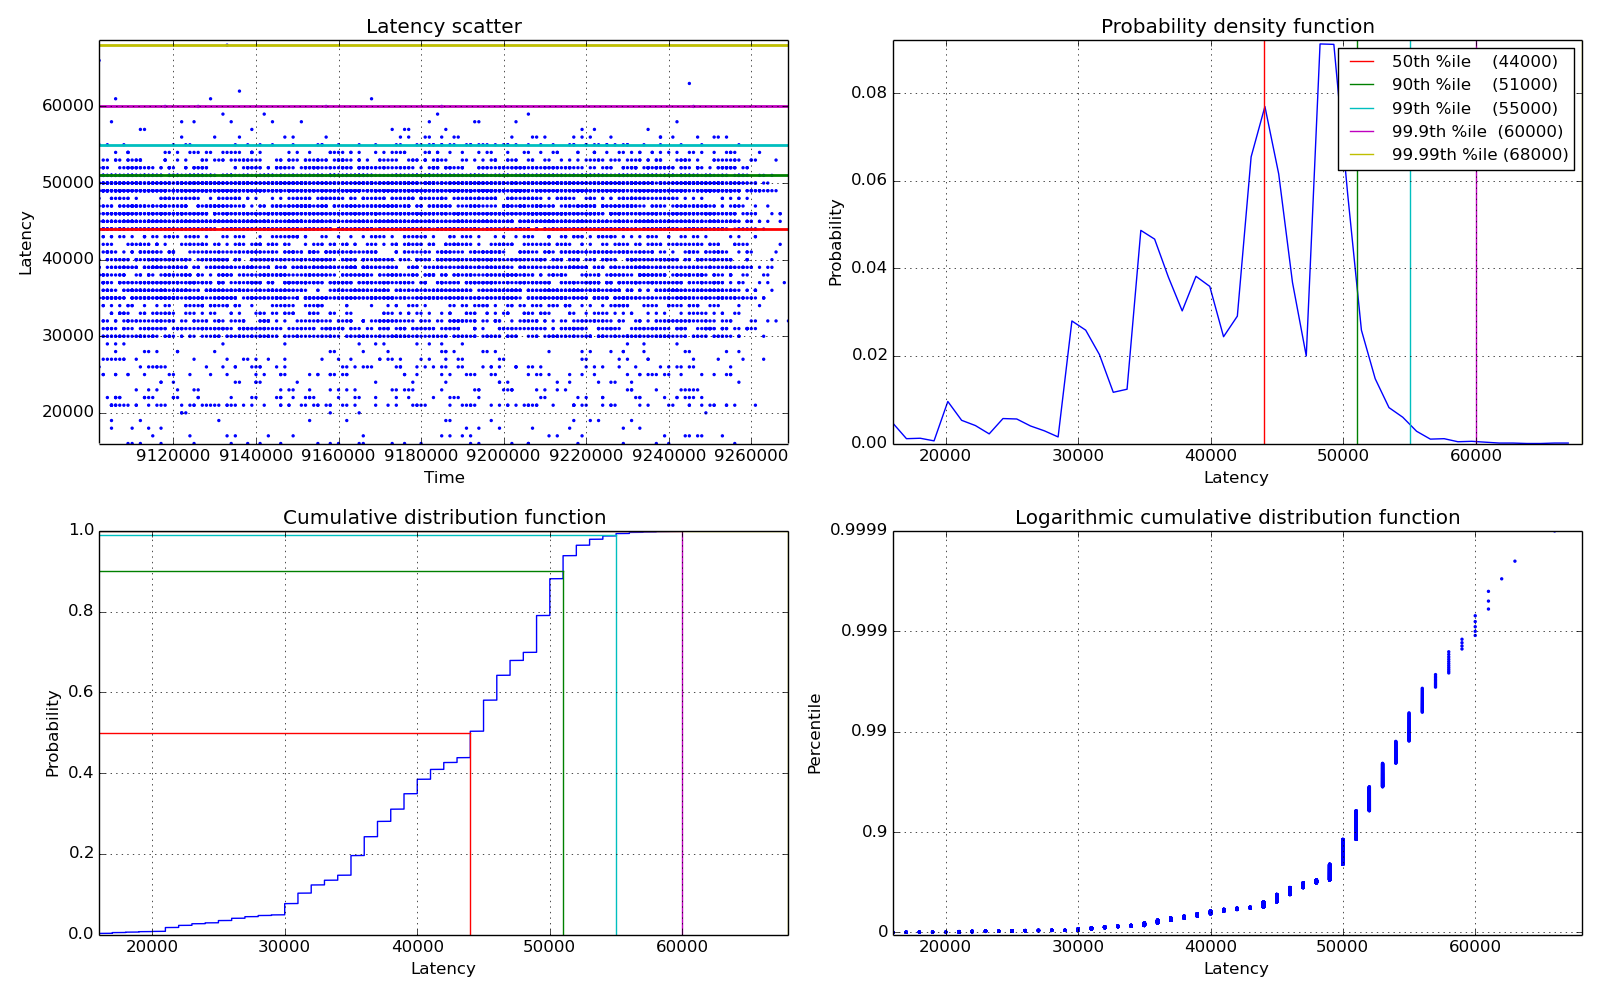 Latency scatter
60000
50000
40000
30000
20000
Latency
9120000 9140000 9160000 9180000 9200000 9220000 9240000 9260000
Time
Probability density function
50th %ile (44000)
90th %ile (51000)
99th %ile (55000)
99.9th %ile (60000)
99.99th %ile (68000)
0.08
0.06
0.04
0.02
0.00
Probability
20000 30000 40000 50000 60000
Latency
Cumulative distribution function
1.0
0.8
0.6
0.4
0.2
0.0
Probability
20000 30000 40000 50000 60000
Latency
Logarithmic cumulative distribution function
0.9999
0.999
0.99
0.9
0
Percentile
20000 30000 40000 50000 60000
Latency